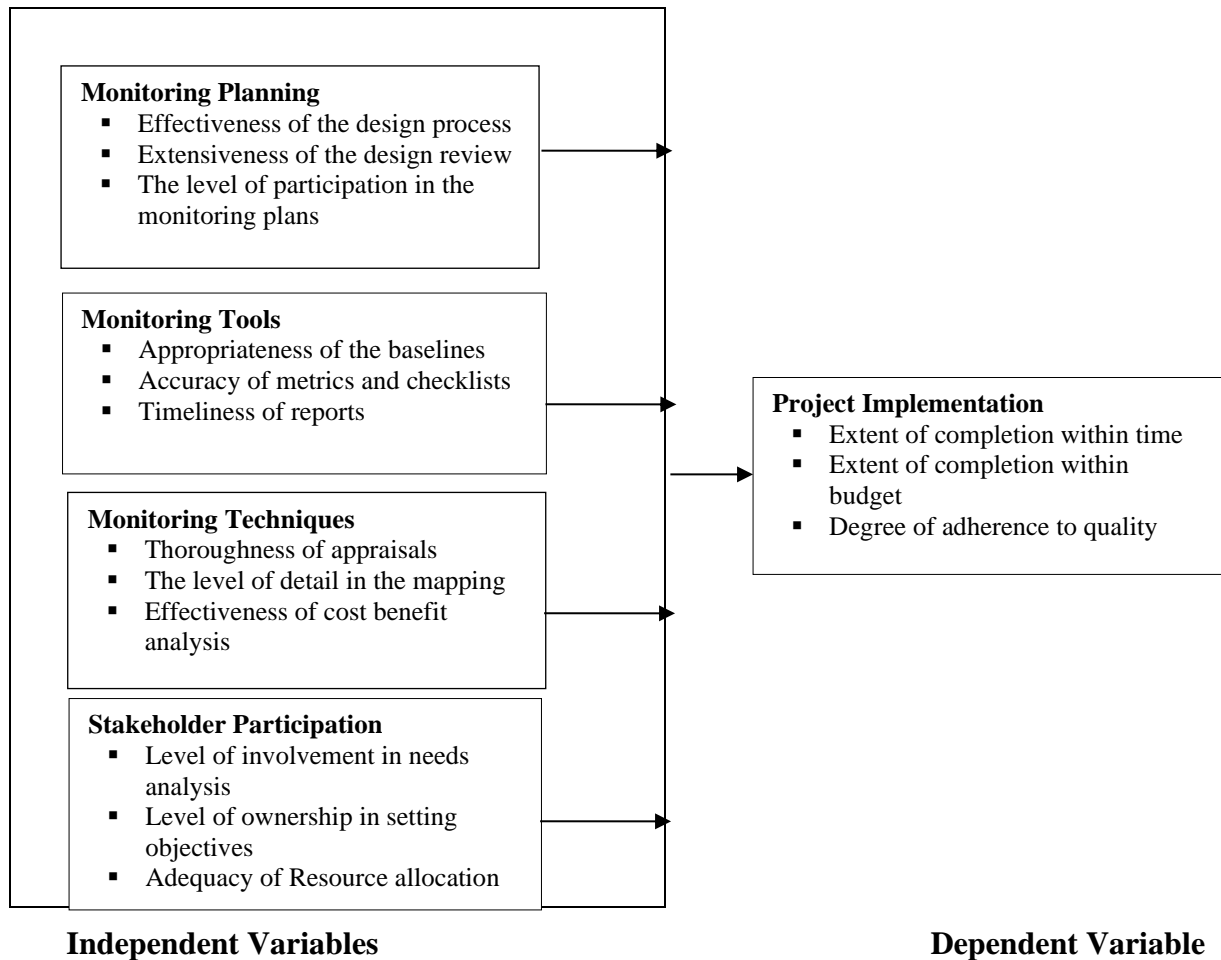 Monitoring Planning
▪ Effectiveness of the design process
▪ Extensiveness of the design review
▪ The level of participation in the
monitoring plans
Monitoring Tools
▪ Appropriateness of the baselines
▪ Accuracy of metrics and checklists
▪ Timeliness of reports
Monitoring Techniques
▪ Thoroughness of appraisals
▪ The level of detail in the mapping
▪ Effectiveness of cost benefit
analysis
Stakeholder Participation
▪ Level of involvement in needs
analysis
▪ Level of ownership in setting
objectives
▪ Adequacy of Resource allocation
Project Implementation
▪ Extent of completion within time
▪ Extent of completion within
budget
▪ Degree of adherence to quality
Independent Variables
Dependent Variable